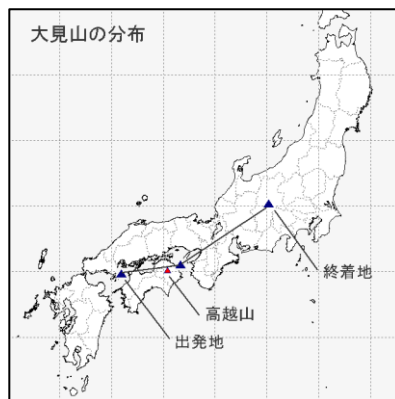 大見山の分布
終着地
高越山
出発地